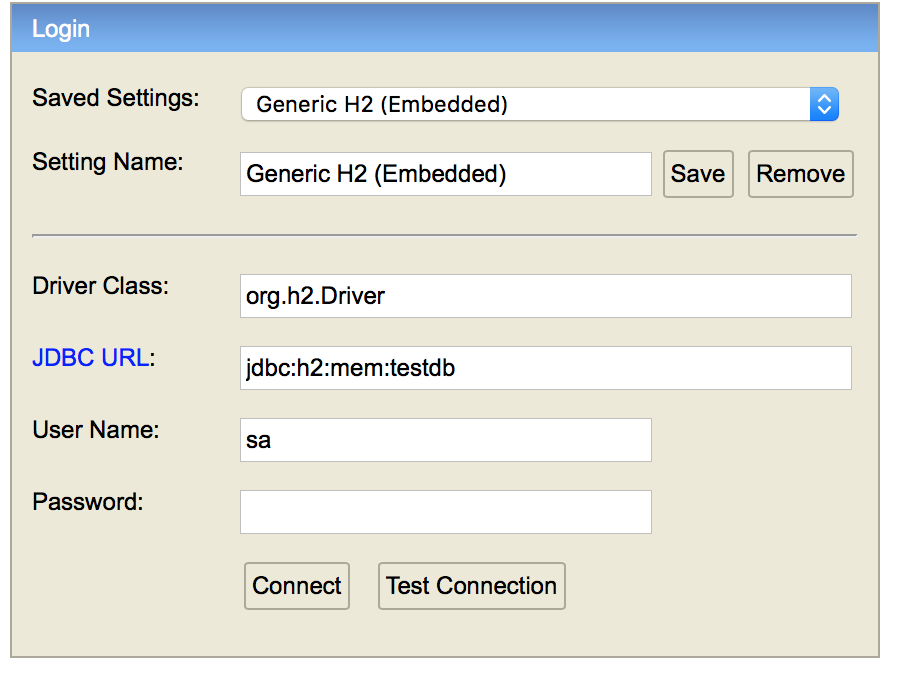 Login
Saved Settings: Generic H2 (Embedded)
Setting Name: Generic H2 (Embedded) Save Remove
Driver Class: org.h2.Driver
JDBC URL: jdbc:h2:mem:testdb
User Name: sa
Password:
Connect Test Connection